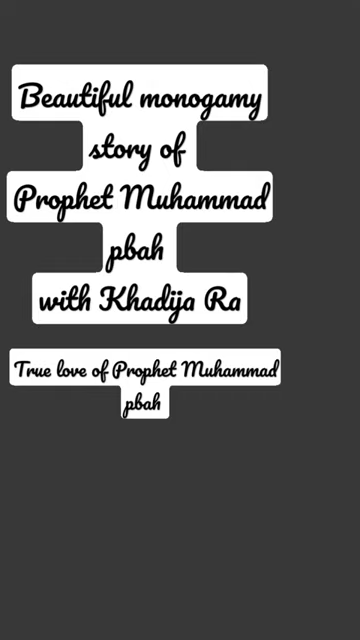 Beautiful monogamy
story of
Prophet Muhammad
pbah
with Khadija Ra
True love of Prophet Muhammad
pbah